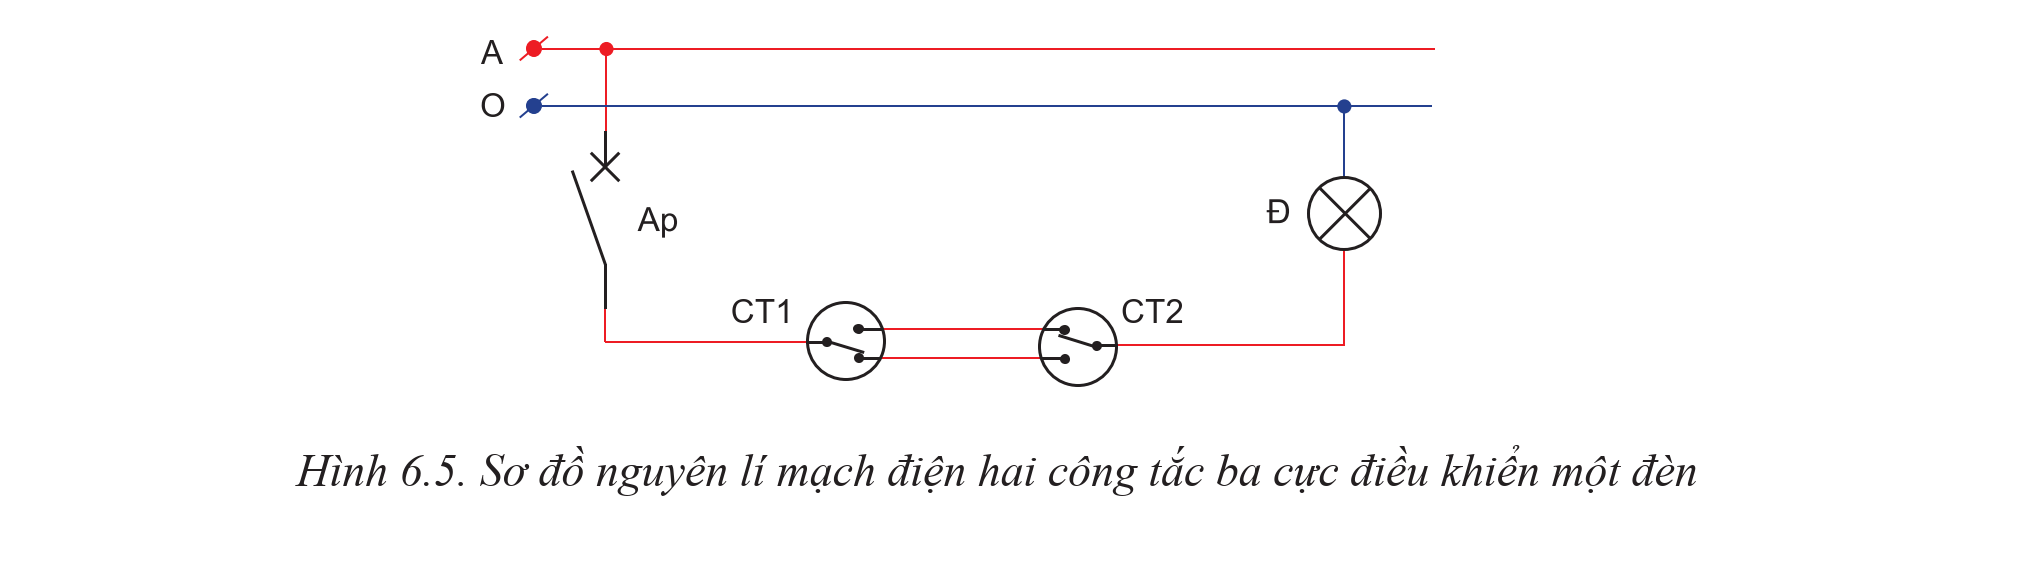 A
O
Ap
Đ
CT1
CT2
Hình 6.5. Sơ đồ nguyên lí mạch điện hai công tắc ba cực điều khiển một đèn